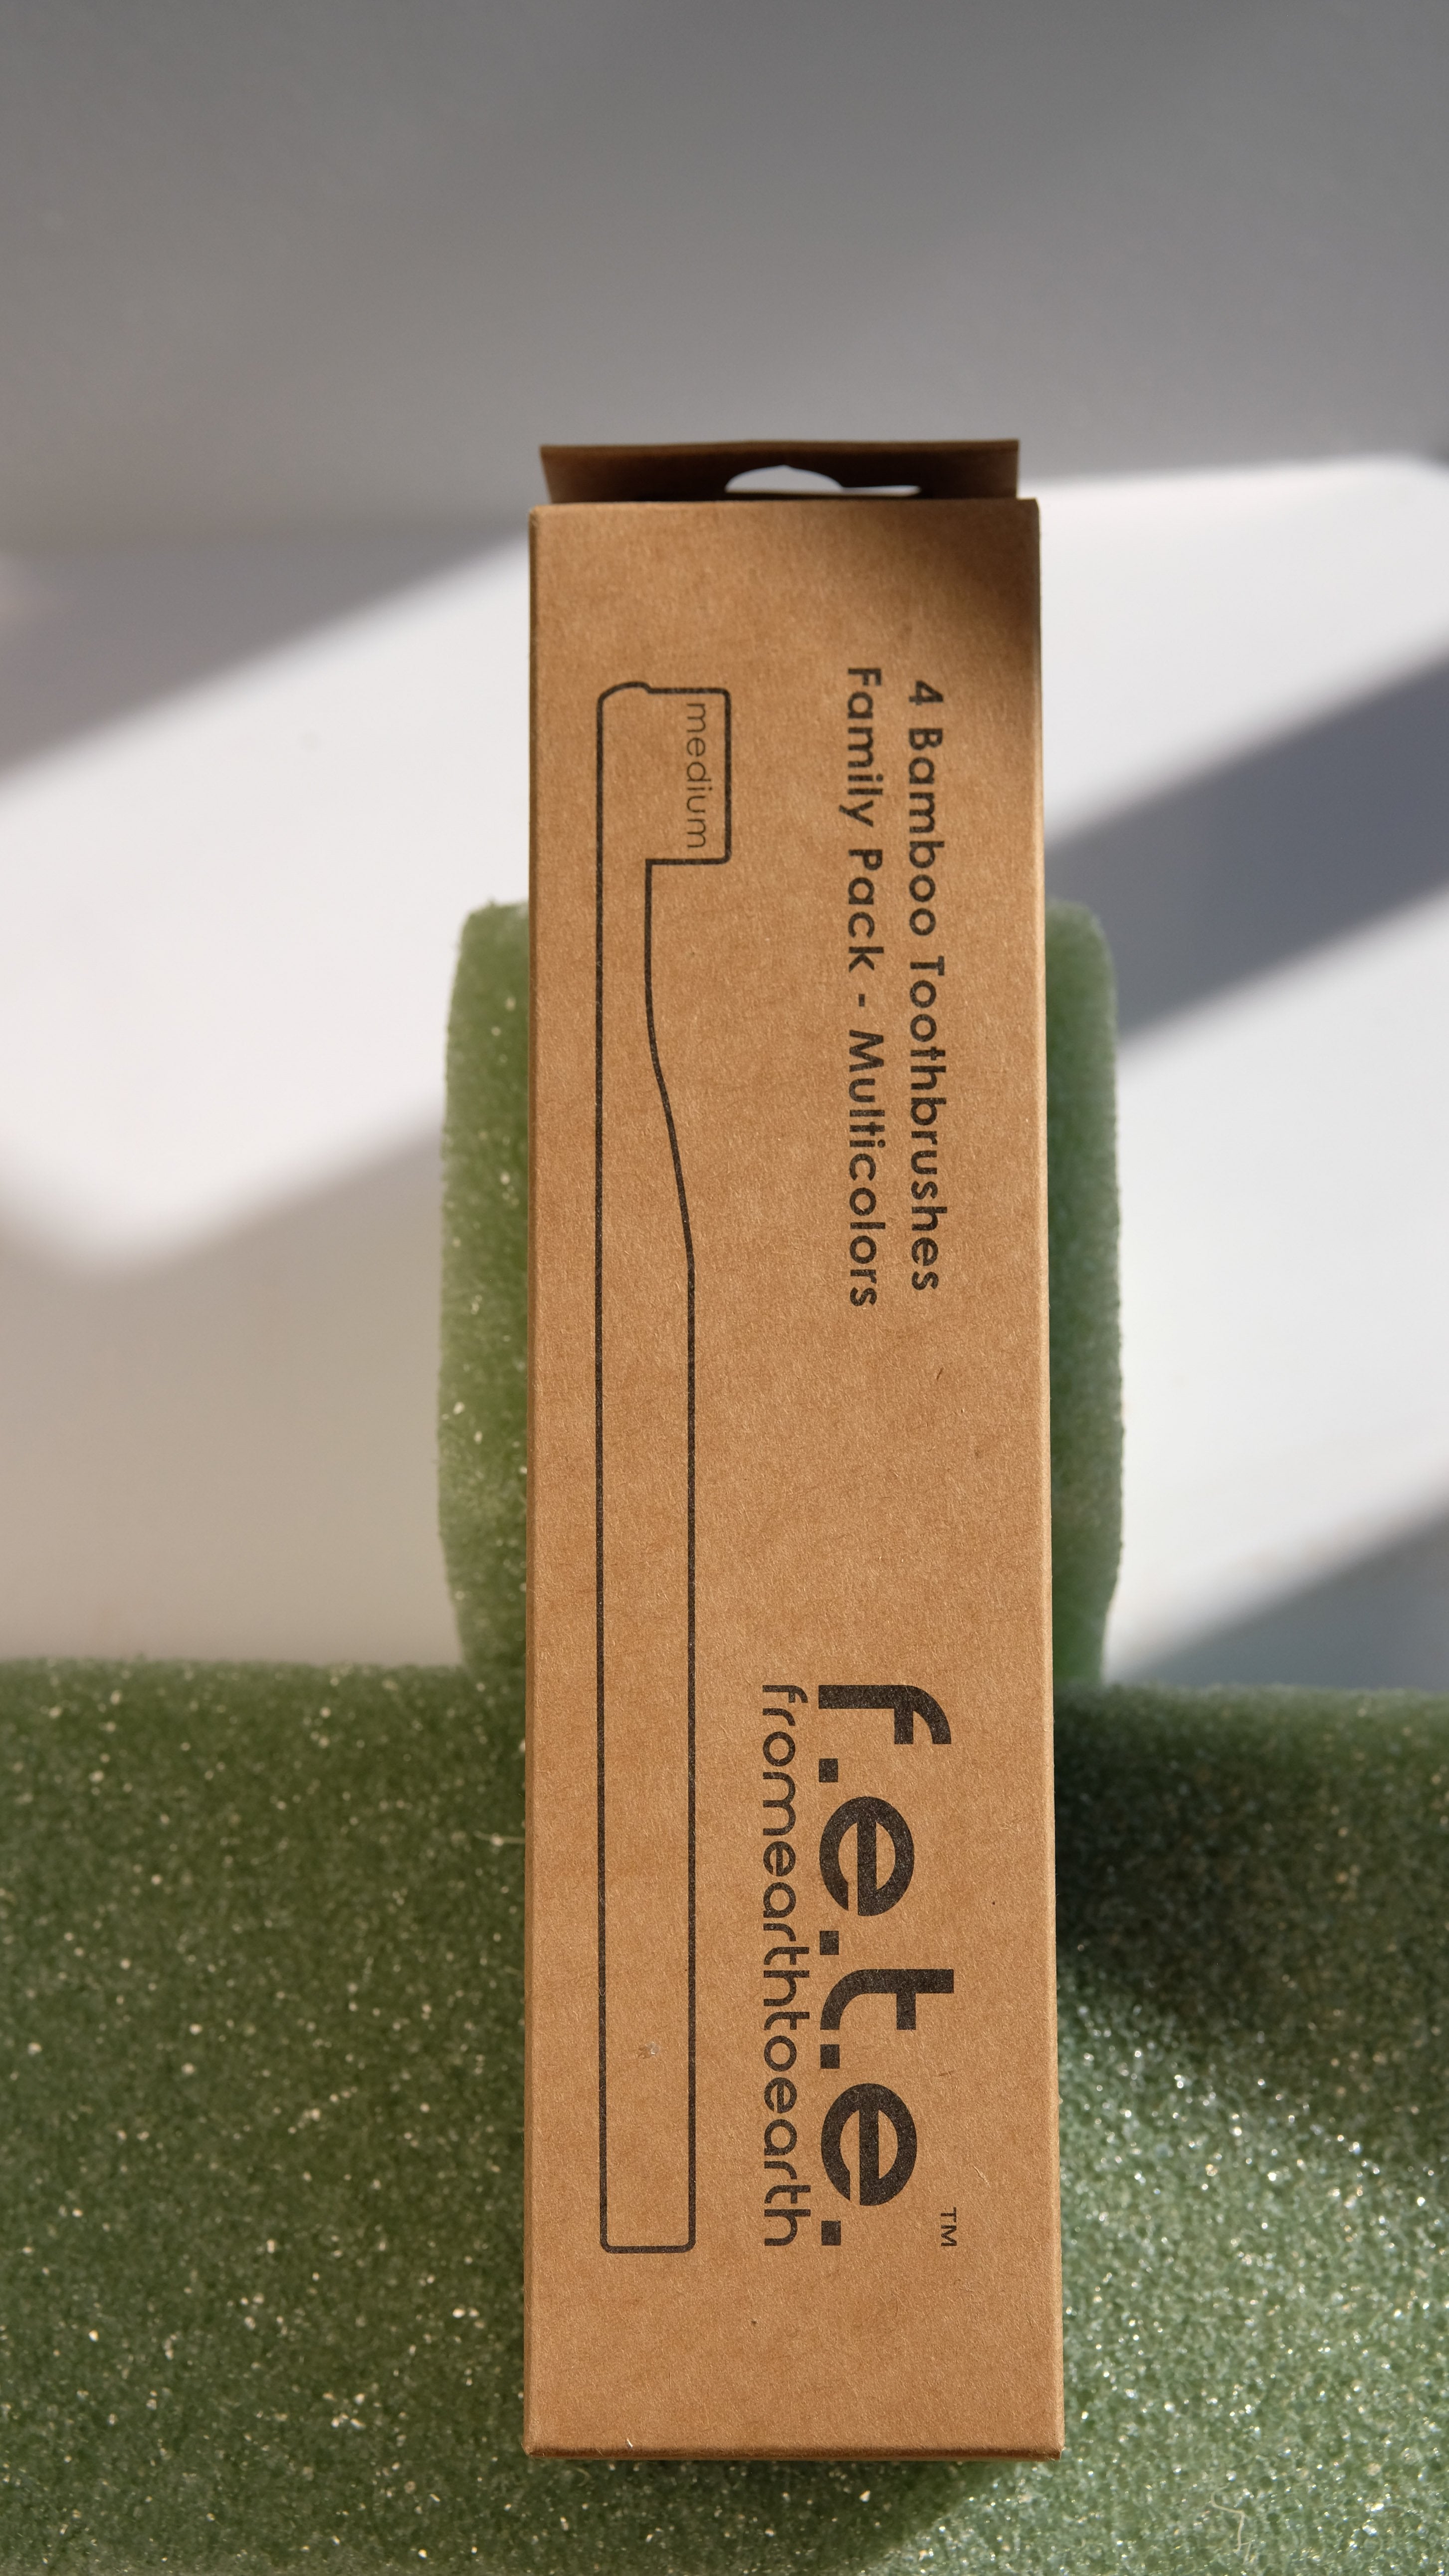 4 Bamboo Toothbrushes
Family Pack - Multicolors
medium
f.e.t.e.™
fromearthtoearth